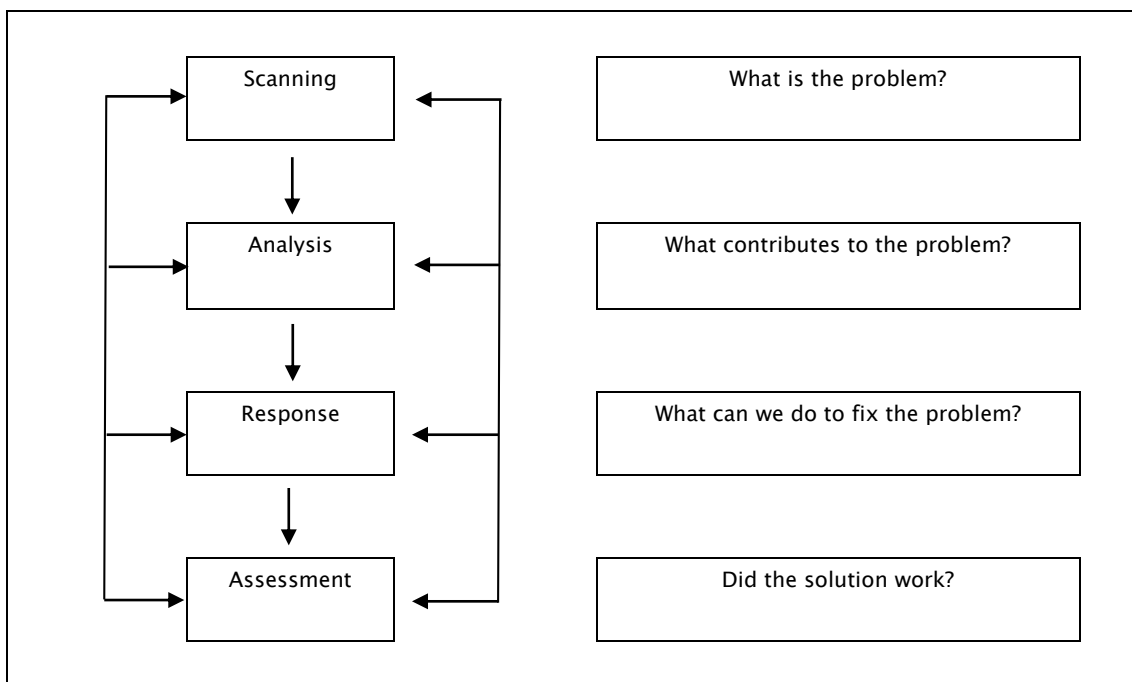 Scanning
What is the problem?
Analysis
What contributes to the problem?
Response
What can we do to fix the problem?
Assessment
Did the solution work?